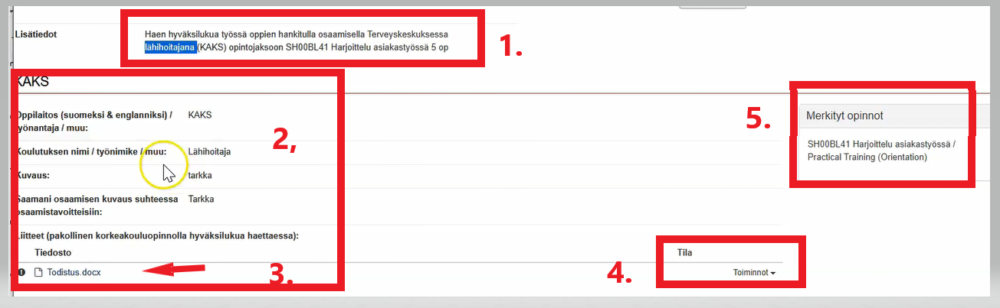 Lisätiedot
Haen hyväksilukua työssä oppien hankitulla osaamisella Terveyskeskuksessa
lähihoitajana (KAKS) opintojaksoon SH00BL41 Harjoittelu asiakastyössä 5 op
1.
KAKS
Oppilaitos (suomeksi & englanniksi) / KAKS
työnantaja / muu:
2,
Koulutuksen nimi / työnimike / muu: Lähihoitaja
Kuvaus: tarkka
Saamani osaamisen kuvaus suhteessa Tarkka
osaamistavoitteisiin:
Liitteet (pakollinen korkeakouluopinnolla hyväksilukua haettaessa):
Tiedosto Tila
Todistus.docx Toiminnot
3.
4.
5.
Merkityt opinnot
SH00BL41 Harjoittelu asiakastyössä /
Practical Training (Orientation)